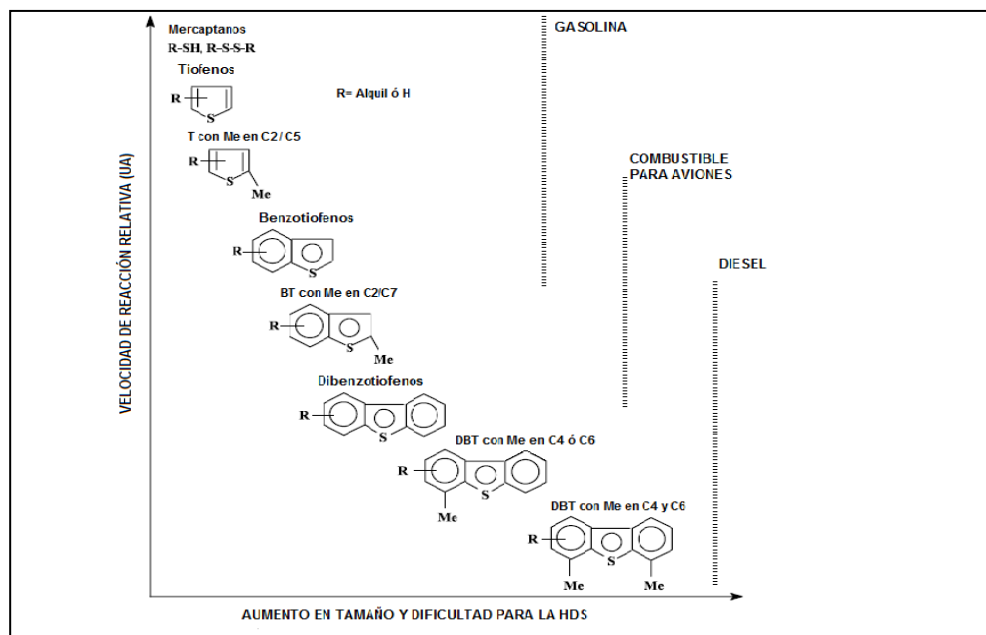 Mercaptanos
R-SH, R-S-S-R
Tiofenos
R
S
R= Alquil ó H
T con Me en C2/C5
R
S
Me
Benzotiofenos
R
S
BT con Me en C2/C7
R
S
Me
Dibenzotiofenos
R
S
DBT con Me en C4 ó C6
R
S
Me
DBT con Me en C4 y C6
R
S
Me
Me
GASOLINA
COMBUSTIBLE
PARA AVIONES
DIESEL
VELOCIDAD DE REACCIÓN RELATIVA (UA)
AUMENTO EN TAMAÑO Y DIFICULTAD PARA LA HDS